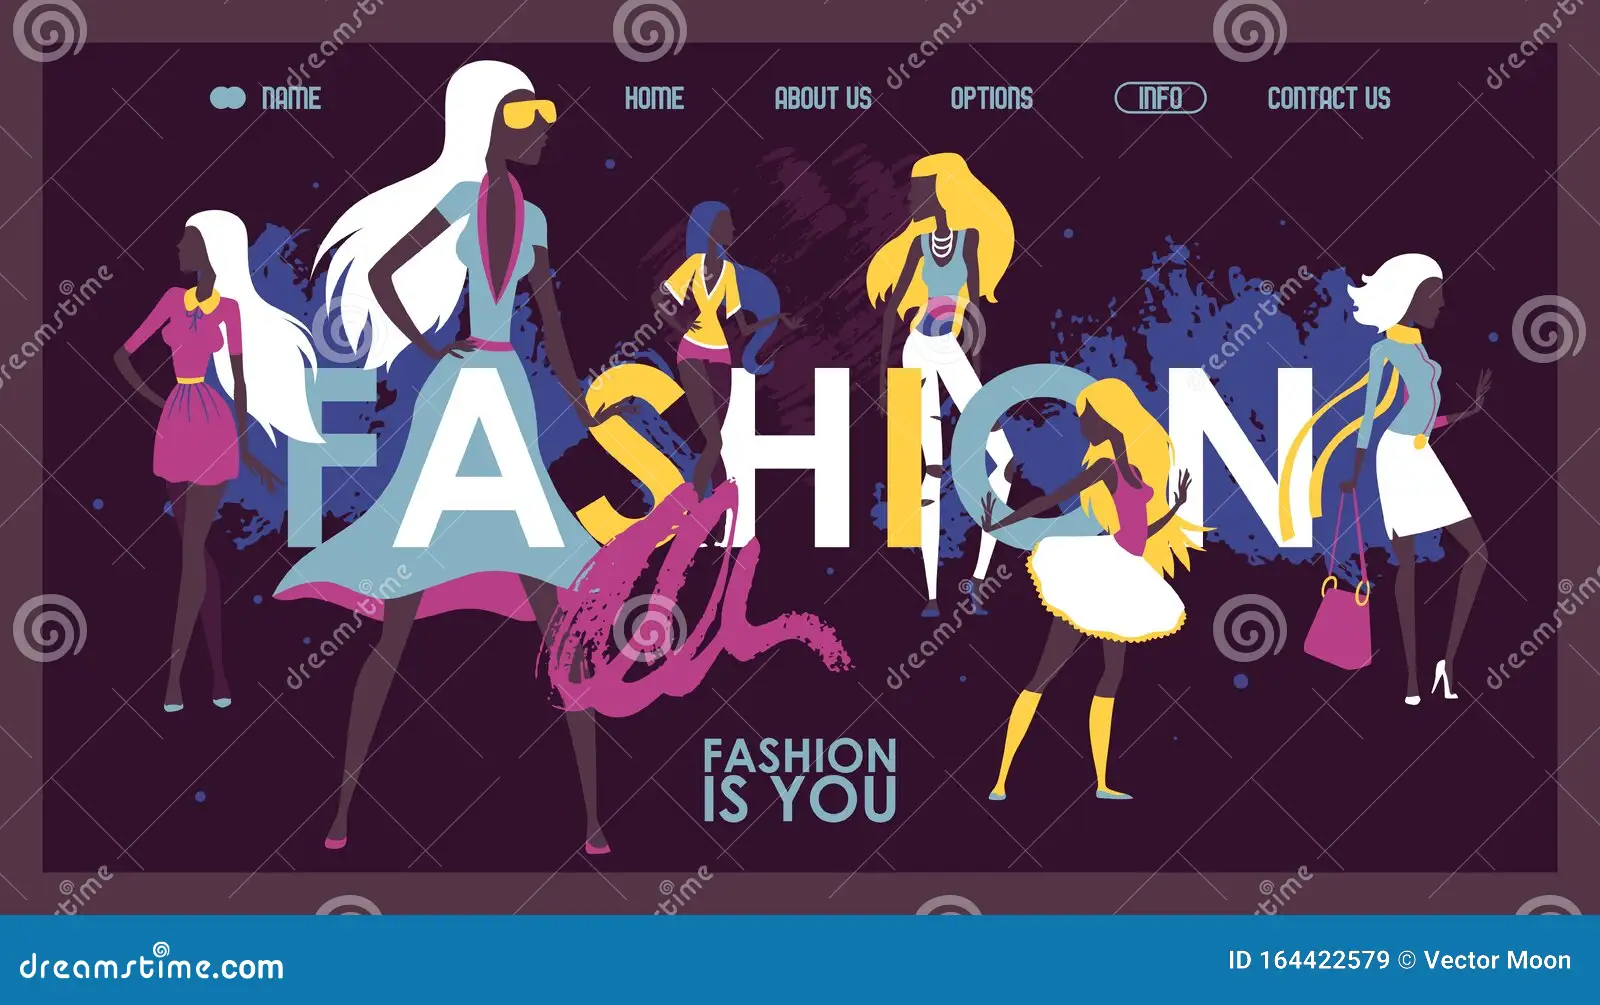 NAME HOME ABOUT US OPTIONS INFO CONTACT US
FASHION
FASHION
IS YOU
dreamstime.com
ID 164422579 © Vector Moon